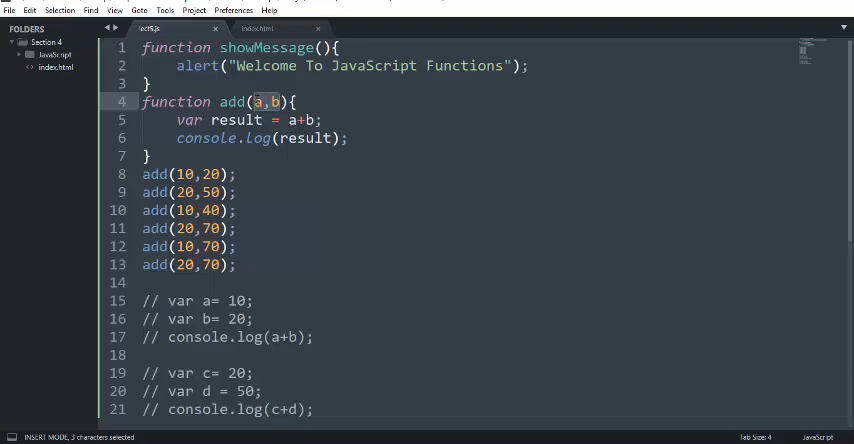 File Edit Selection Find View Goto Tools Project Preferences Help
FOLDERS
Section 4
JavaScript
index.html
lect5.js × index.html ×
1 function showMessage(){
2 alert("Welcome To JavaScript Functions");
3 }
4 function add(a,b){
5 var result = a+b;
6 console.log(result);
7 }
8 add(10,20);
9 add(20,50);
10 add(10,40);
11 add(20,70);
12 add(10,70);
13 add(20,70);
14
15 // var a= 10;
16 // var b= 20;
17 // console.log(a+b);
18
19 // var c= 20;
20 // var d = 50;
21 // console.log(c+d);
INSERT MODE, 3 characters selected Tab Size: 4 JavaScript